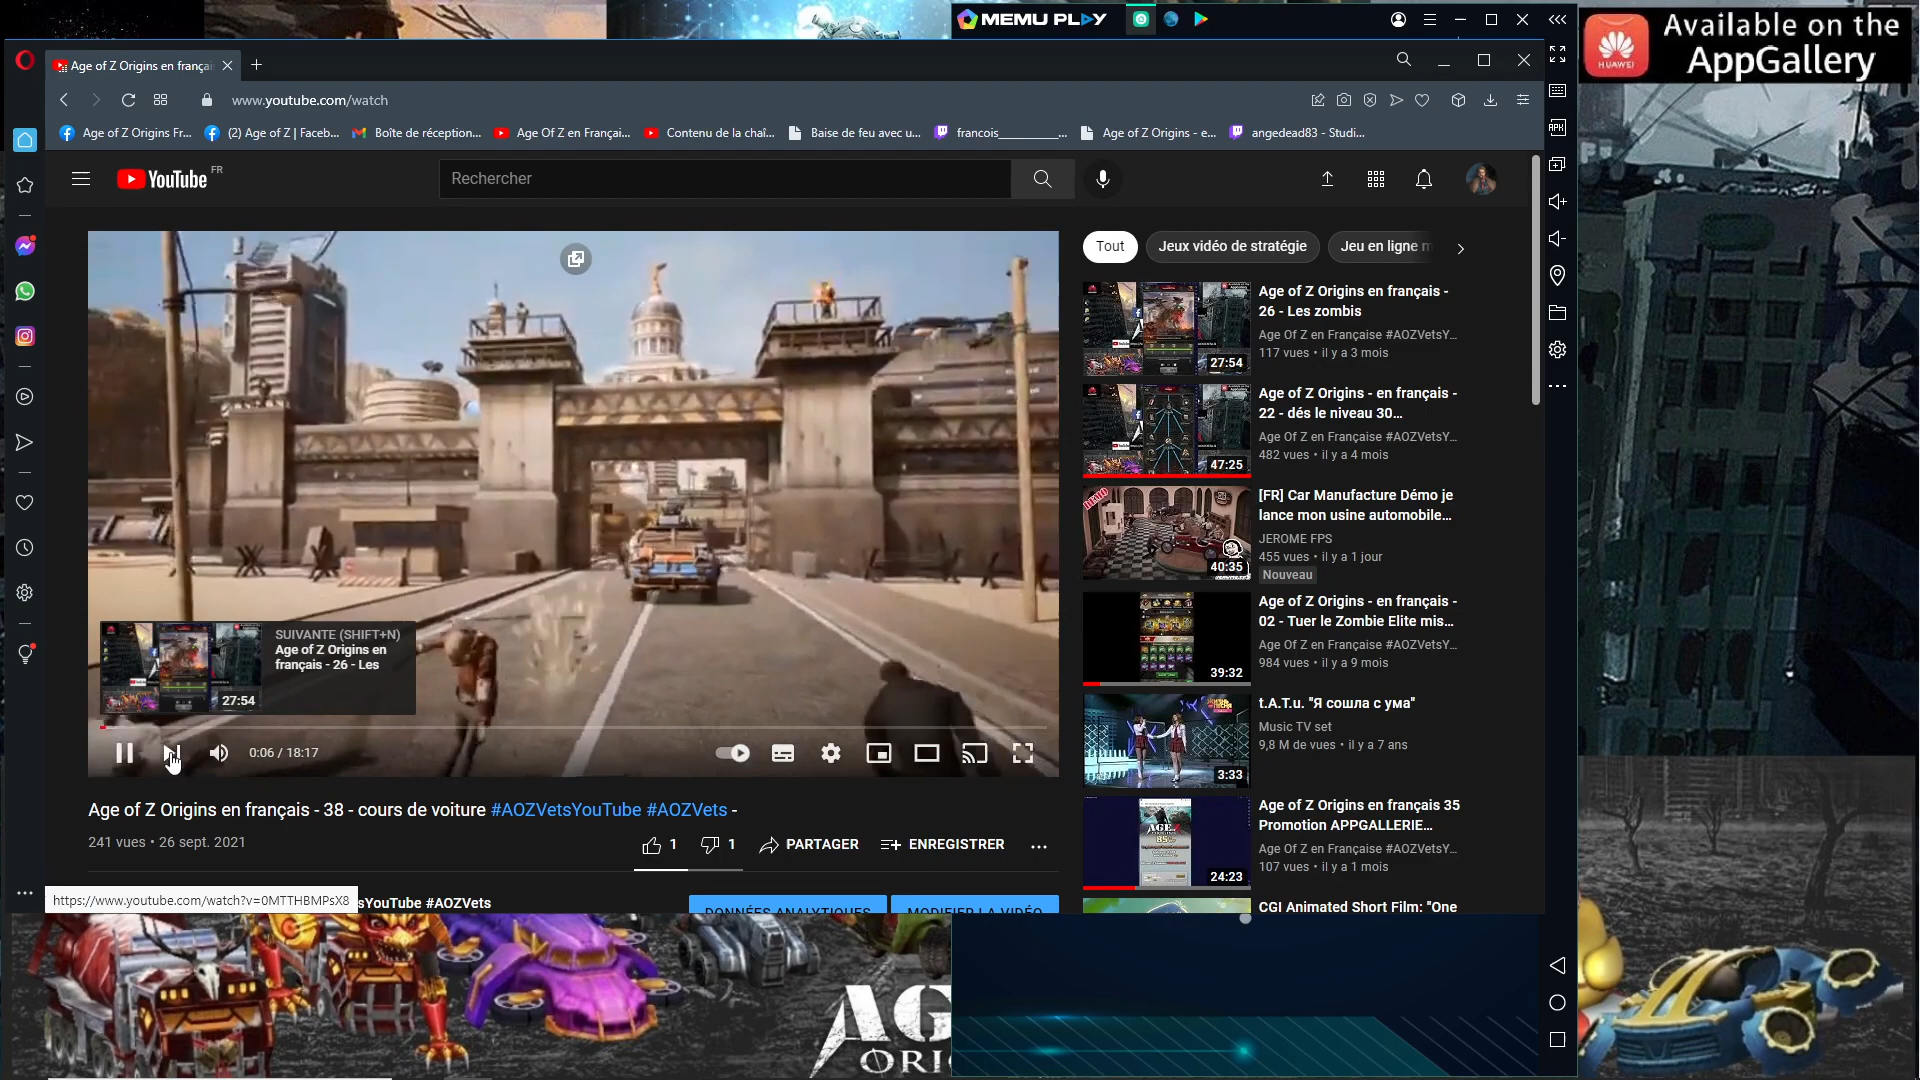 MEMU PLAY
HUAWEI
Available on the
AppGallery
Age of Z Origins en françai
www.youtube.com/watch
Age of Z Origins Fr...
(2) Age of Z | Faceb...
Boîte de réception...
Age Of Z en Françai...
Contenu de la chaî...
Baise de feu avec u...
francois___________...
Age of Z Origins - e...
angedead83 - Studi...
YouTube FR
Rechercher
APK
Tout
Jeux vidéo de stratégie
Jeu en ligne m
Age of Z Origins en français -
26 - Les zombis
Age Of Z en Française #AOZVetsY...
117 vues • il y a 3 mois
27:54
Age of Z Origins - en français -
22 - dés le niveau 30...
Age Of Z en Française #AOZVetsY...
482 vues • il y a 4 mois
47:25
[FR] Car Manufacture Démo je
lance mon usine automobile...
JEROME FPS
455 vues • il y a 1 jour
Nouveau
40:35
Age of Z Origins - en français -
02 - Tuer le Zombie Elite mis...
Age Of Z en Française #AOZVetsY...
984 vues • il y a 9 mois
39:32
t.A.T.u. "Я сошла с ума"
Music TV set
9,8 M de vues • il y a 7 ans
3:33
Age of Z Origins en français 35
Promotion APPGALLERIE...
Age Of Z en Française #AOZVetsY...
107 vues • il y a 1 mois
24:23
CGI Animated Short Film: "One
SUIVANTE (SHIFT+N)
Age of Z Origins en
français - 26 - Les
27:54
0:06 / 18:17
Age of Z Origins en français - 38 - cours de voiture #AOZVetsYouTube #AOZVets -
241 vues • 26 sept. 2021
1
1
PARTAGER
ENREGISTRER
https://www.youtube.com/watch?v=0MTTHBMPsX8
sYouTube #AOZVets
DONNÉES ANALYTIQUES
MODIFIER LA VIDÉO
AG
ORI